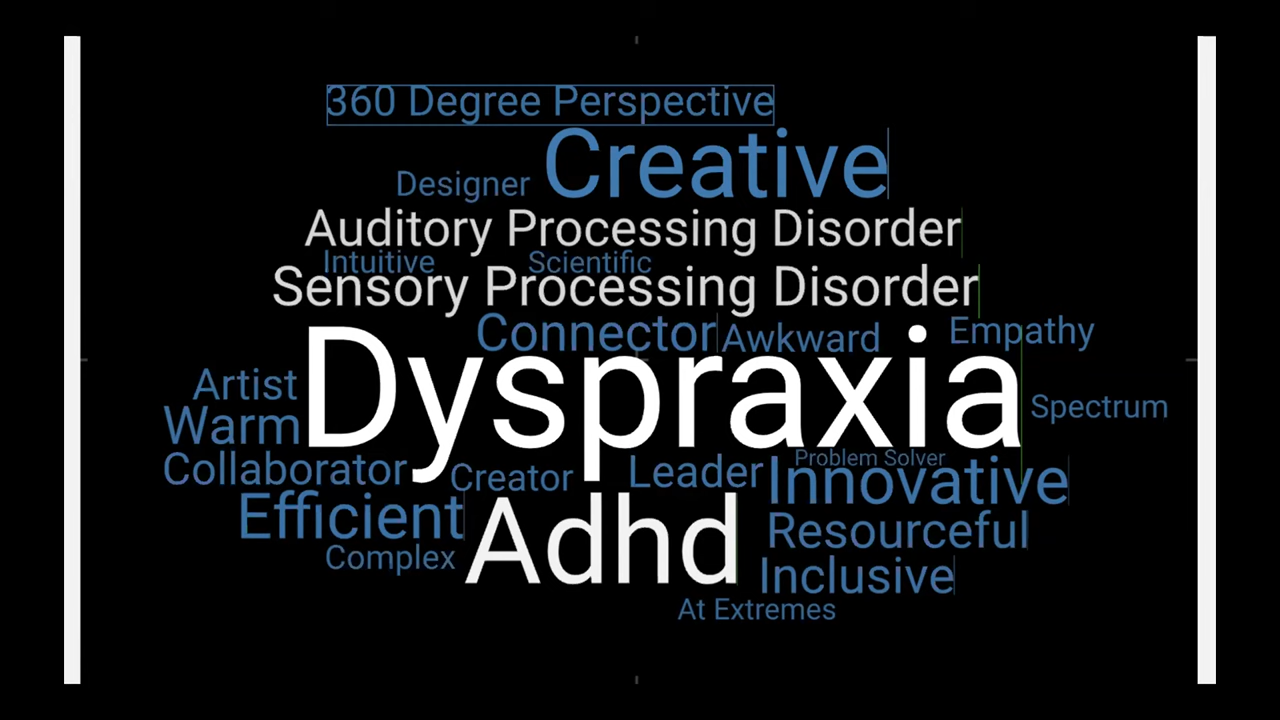 360 Degree Perspective
Creative
Designer
Auditory Processing Disorder
Intuitive
Scientific
Sensory Processing Disorder
Connector
Awkward
Empathy
Dyspraxia
Artist
Spectrum
Warm
Collaborator
Creator
Leader
Problem Solver
Innovative
Efficient
Adhd
Resourceful
Complex
Inclusive
At Extremes